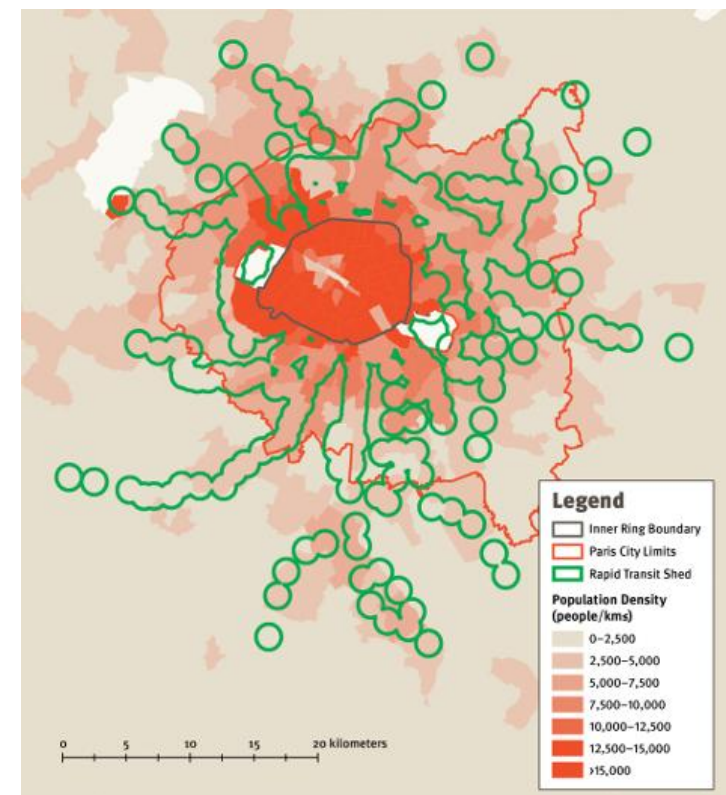 Legend
Inner Ring Boundary
Paris City Limits
Rapid Transit Shed
Population Density
(people/kms)
0–2,500
2,500–5,000
5,000–7,500
7,500–10,000
10,000–12,500
12,500–15,000
>15,000
0 5 10 15 20 kilometers